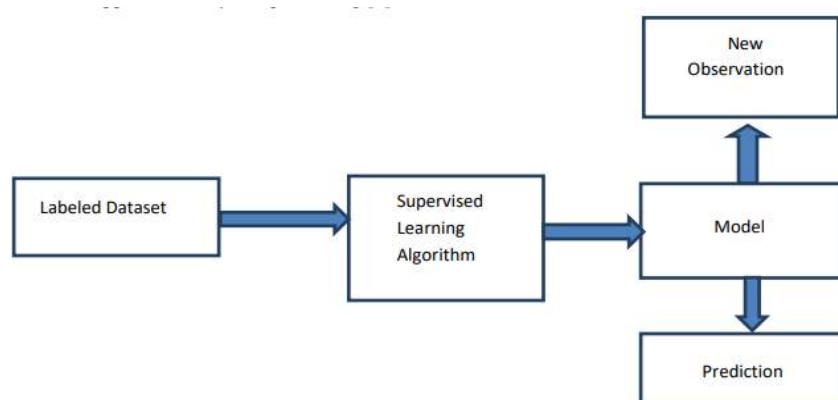 New
Observation
Labeled Dataset
Supervised
Learning
Algorithm
Model
Prediction